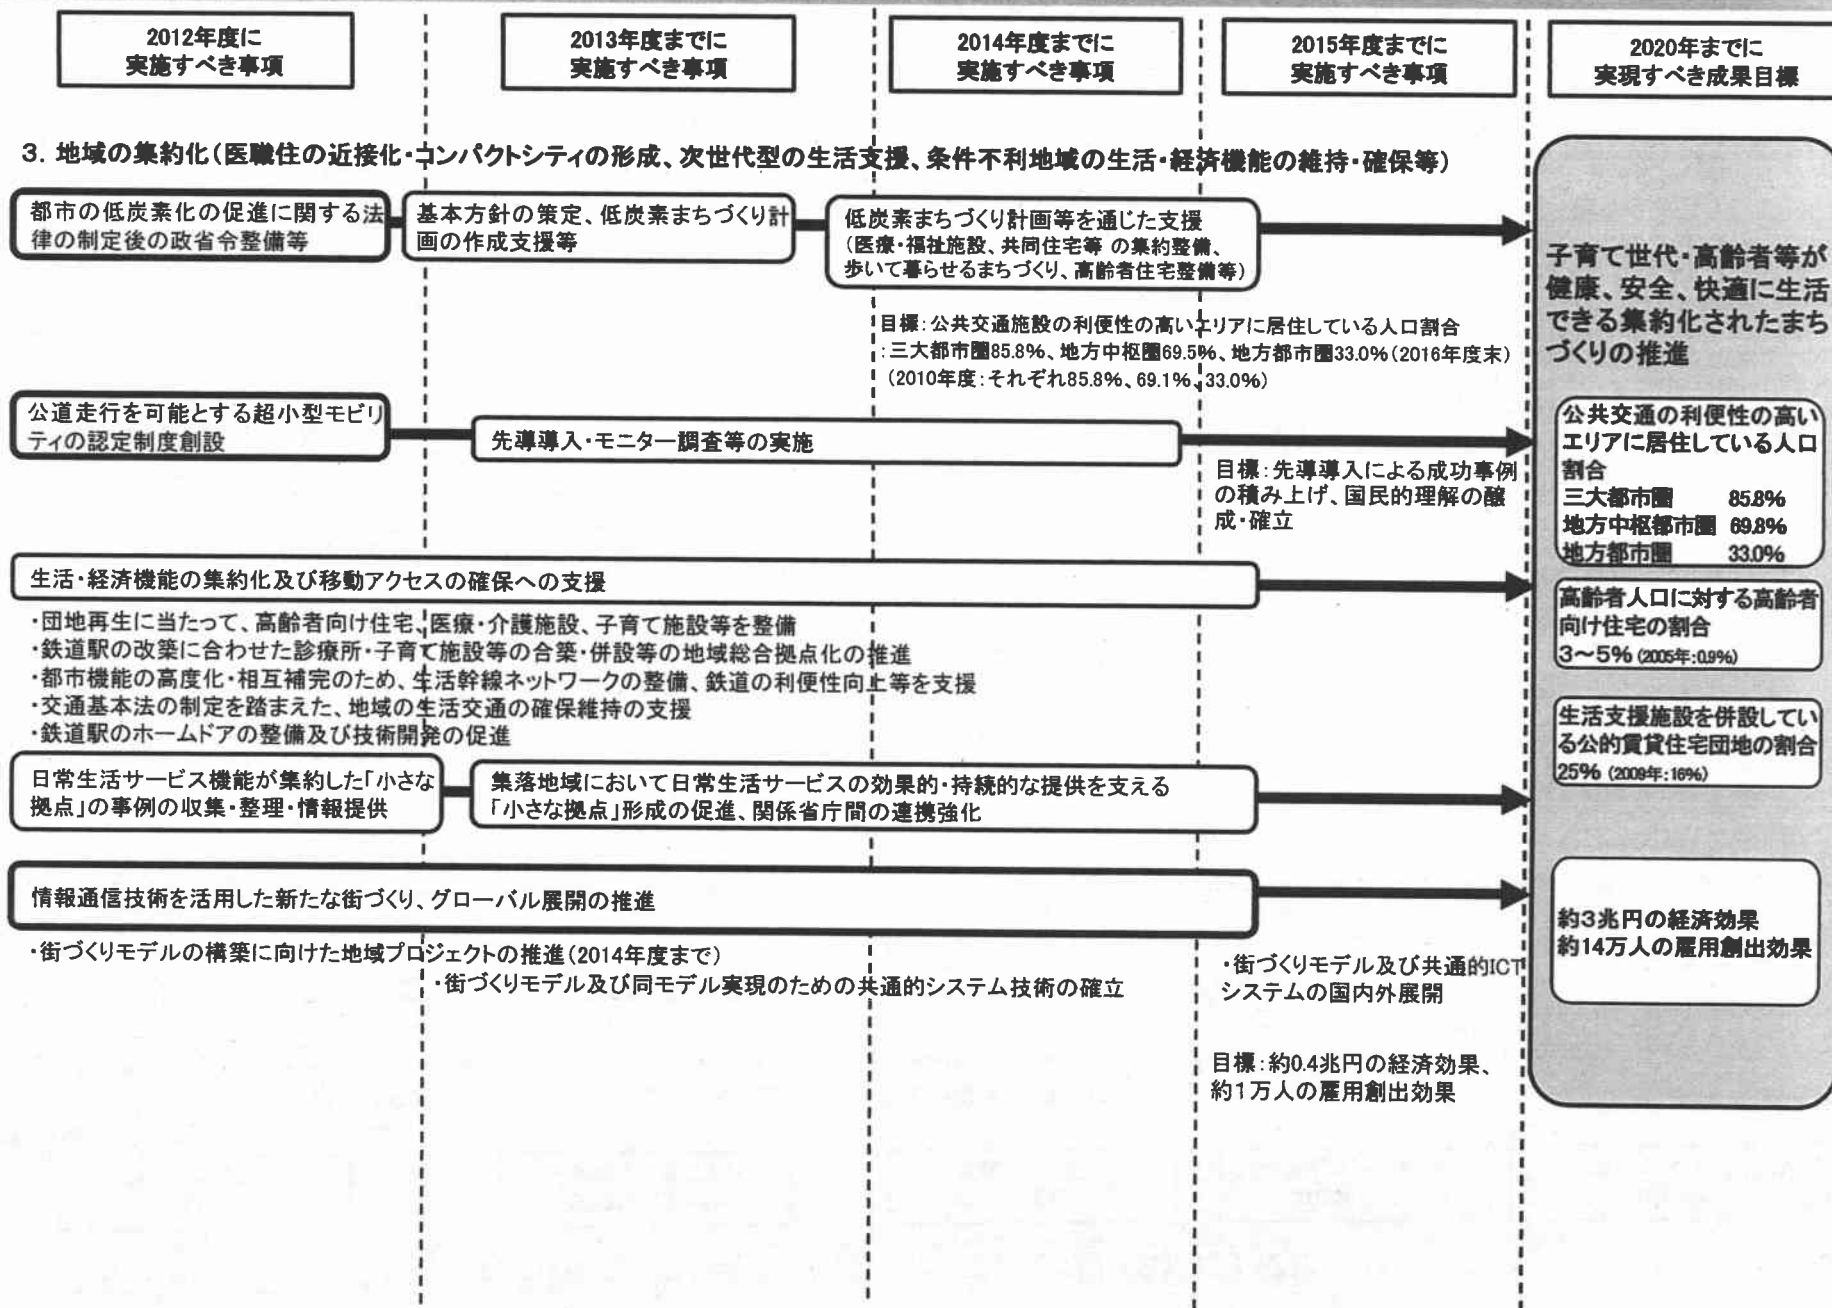 2012年度に
実施すべき事項
2013年度までに
実施すべき事項
2014年度までに
実施すべき事項
2015年度までに
実施すべき事項
2020年までに
実現すべき成果目標
3. 地域の集約化(医職住の近接化・コンパクトシティの形成、次世代型の生活支援、条件不利地域の生活・経済機能の維持・確保等)
都市の低炭素化の促進に関する法
律の制定後の政省令整備等
基本方針の策定、低炭素まちづくり計
画の作成支援等
低炭素まちづくり計画等を通じた支援
(医療・福祉施設、共同住宅等 の集約整備、
歩いて暮らせるまちづくり、高齢者住宅整備等)
目標:公共交通施設の利便性の高いエリアに居住している人口割合
:三大都市圏85.8%、地方中枢圏69.5%、地方都市圏33.0%(2016年度末)
(2010年度:それぞれ85.8%、69.1%、33.0%)
公道走行を可能とする超小型モビリ
ティの認定制度創設
先導導入・モニター調査等の実施
目標:先導導入による成功事例
の積み上げ、国民的理解の醸
成・確立
生活・経済機能の集約化及び移動アクセスの確保への支援
・団地再生に当たって、高齢者向け住宅、医療・介護施設、子育て施設等を整備
・鉄道駅の改築に合わせた診療所・子育て施設等の合築・併設等の地域総合拠点化の推進
・都市機能の高度化・相互補完のため、生活幹線ネットワークの整備、鉄道の利便性向上等を支援
・交通基本法の制定を踏まえた、地域の生活交通の確保維持の支援
・鉄道駅のホームドアの整備及び技術開発の促進
日常生活サービス機能が集約した「小さな
拠点」の事例の収集・整理・情報提供
集落地域において日常生活サービスの効果的・持続的な提供を支える
「小さな拠点」形成の促進、関係省庁間の連携強化
情報通信技術を活用した新たな街づくり、グローバル展開の推進
・街づくりモデルの構築に向けた地域プロジェクトの推進(2014年度まで)
・街づくりモデル及び同モデル実現のための共通的システム技術の確立
・街づくりモデル及び共通的ICT
システムの国内外展開
目標:約0.4兆円の経済効果、
約1万人の雇用創出効果
子育て世代・高齢者等が
健康、安全、快適に生活
できる集約化されたまち
づくりの推進
公共交通の利便性の高い
エリアに居住している人口
割合
三大都市圏 85.8%
地方中枢都市圏 69.8%
地方都市圏 33.0%
高齢者人口に対する高齢者
向け住宅の割合
3~5% (2005年:0.9%)
生活支援施設を併設してい
る公的賃貸住宅団地の割合
25% (2009年:16%)
約3兆円の経済効果
約14万人の雇用創出効果